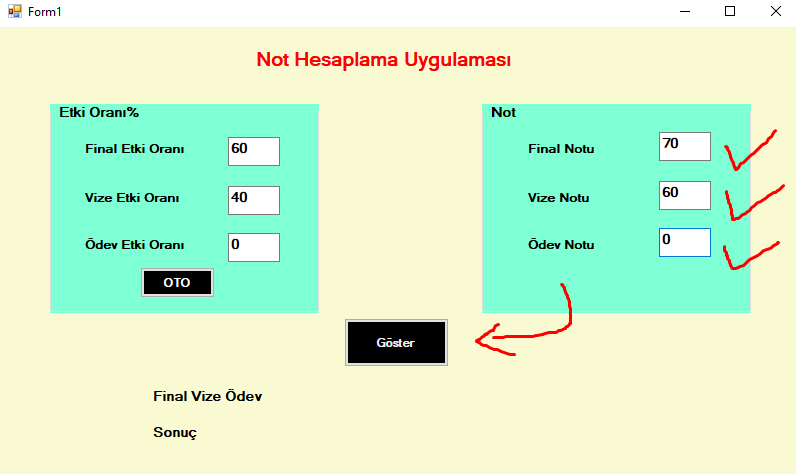 Form1
Not Hesaplama Uygulaması
Etki Oranı%
Final Etki Oranı 60
Vize Etki Oranı 40
Ödev Etki Oranı 0
OTO
Not
Final Notu 70
Vize Notu 60
Ödev Notu 0
Göster
Final Vize Ödev
Sonuç